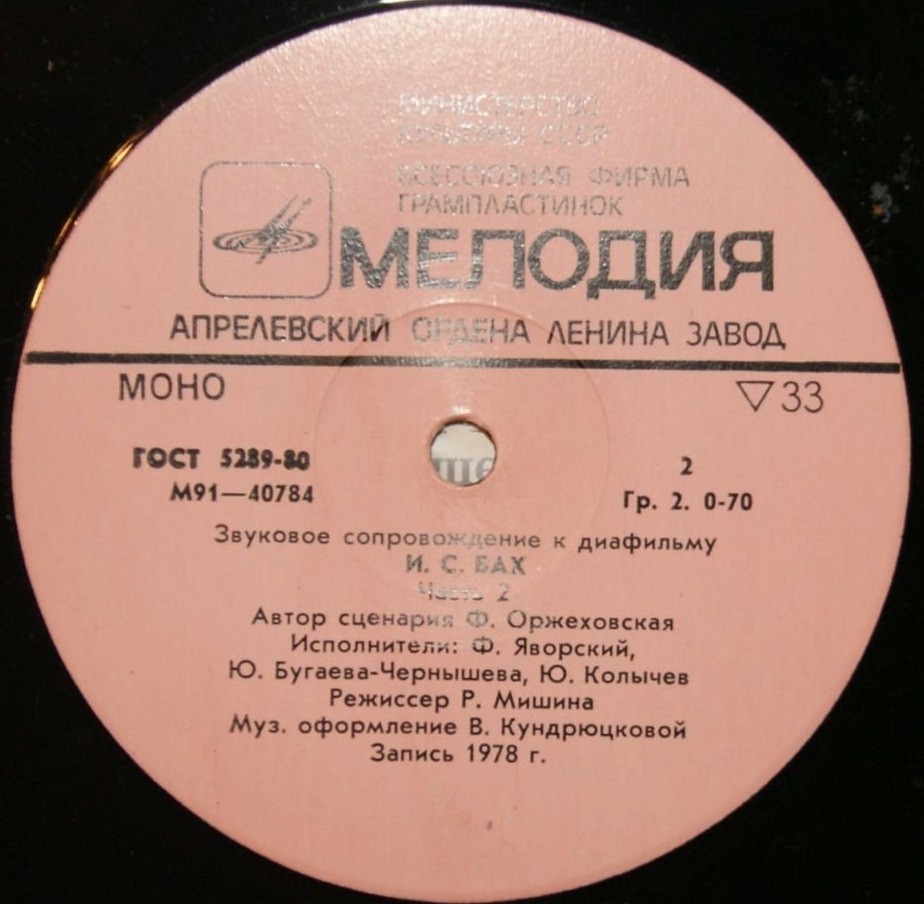 МИНИСТЕРСТВО
КУЛЬТУРЫ СССР
ВСЕСОЮЗНАЯ ФИРМА
ГРАМПЛАСТИНОК
МЕЛОДИЯ
АПРЕЛЕВСКИЙ ОРДЕНА ЛЕНИНА ЗАВОД
МОНО
▽33
ГОСТ 5289-80
2
М91—40784
Гр. 2. 0-70
Звуковое сопровождение к диафильму
И. С. БАХ
Часть 2
Автор сценария Ф. Оржеховская
Исполнители: Ф. Яворский,
Ю. Бугаева-Чернышева, Ю. Колычев
Режиссер Р. Мишина
Муз. оформление В. Кундрюцковой
Запись 1978 г.